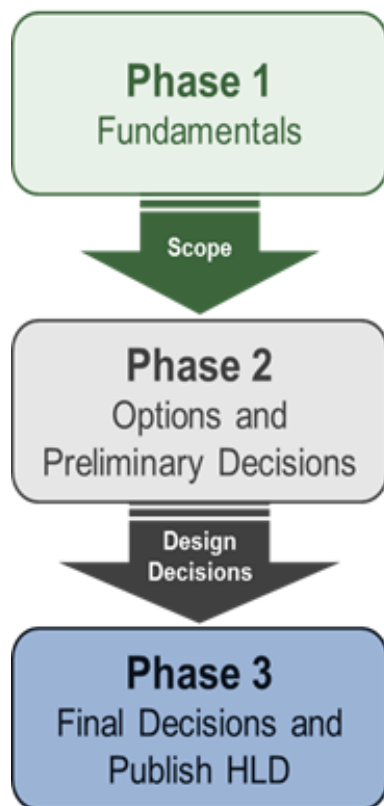 Phase 1
Fundamentals
Scope
Phase 2
Options and
Preliminary Decisions
Design
Decisions
Phase 3
Final Decisions and
Publish HLD